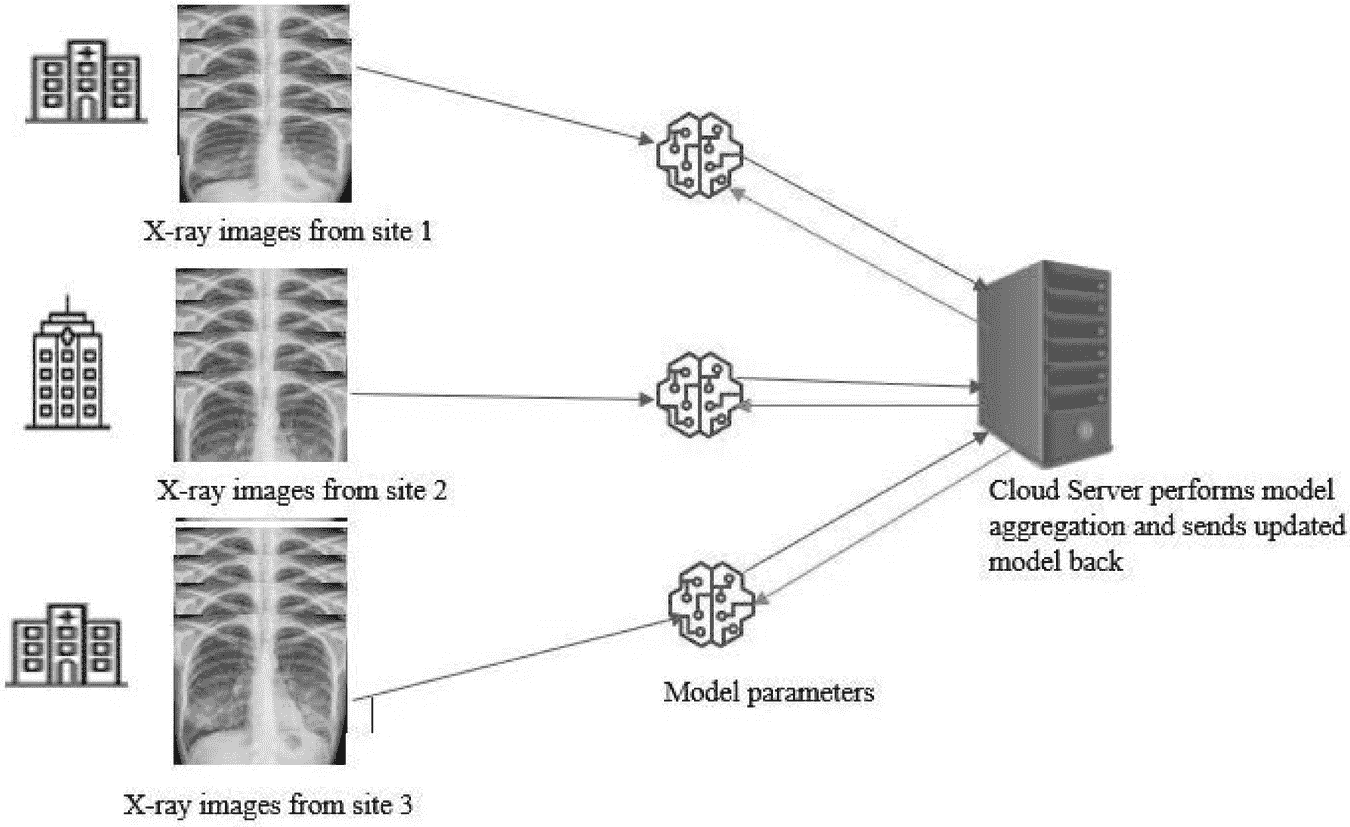 X-ray images from site 1
X-ray images from site 2
Cloud Server performs model
aggregation and sends updated
model back
Model parameters
X-ray images from site 3